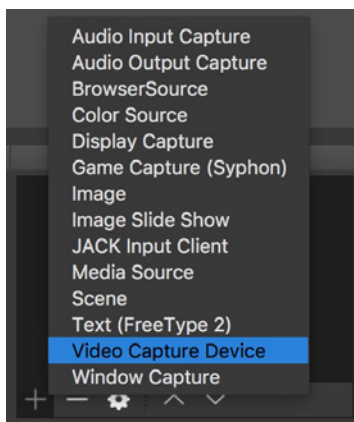 Audio Input Capture
Audio Output Capture
BrowserSource
Color Source
Display Capture
Game Capture (Syphon)
Image
Image Slide Show
JACK Input Client
Media Source
Scene
Text (FreeType 2)
Video Capture Device
Window Capture